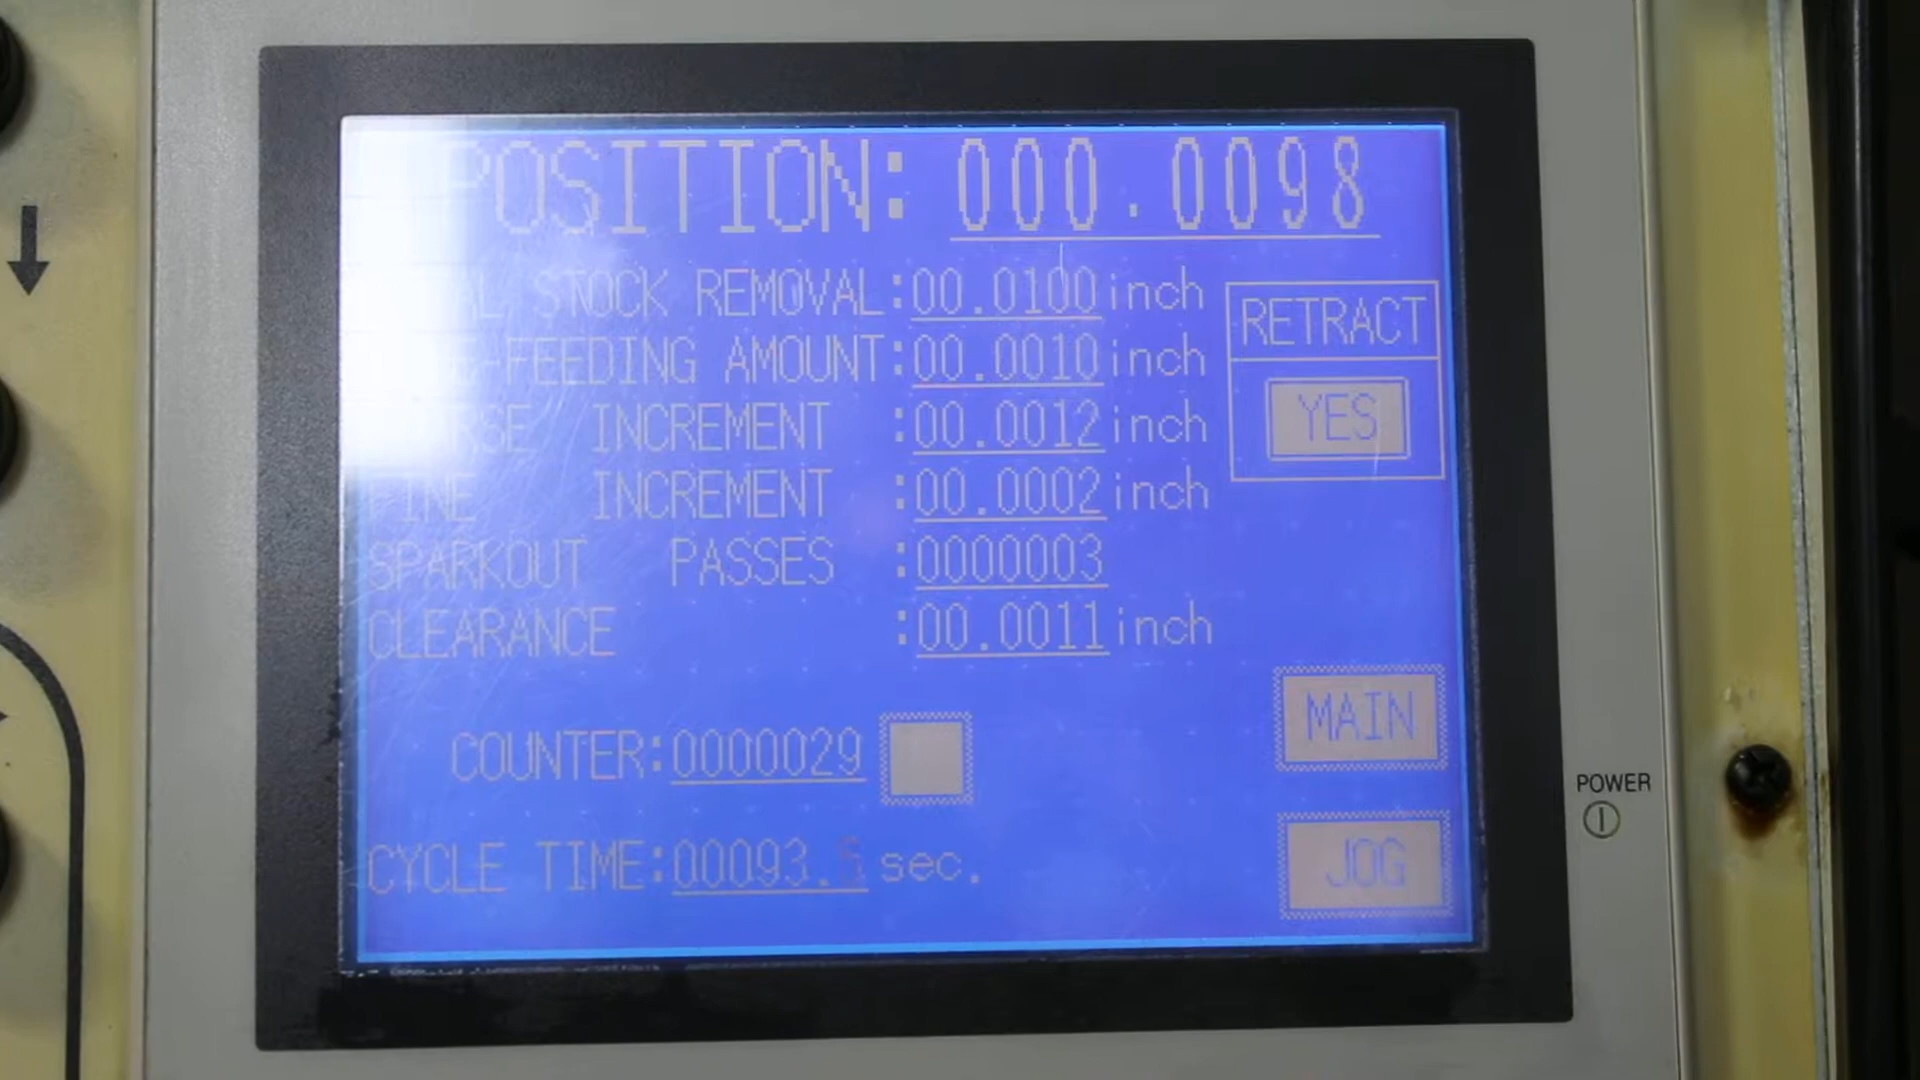 POSITION: 000.0098
STOCK REMOVAL:00.0100inch
FEEDING AMOUNT:00.0010inch
INCREMENT :00.0012inch
FINE INCREMENT :00.0002inch
SPARKOUT PASSES :0000003
CLEARANCE :00.0011inch
RETRACT
YES
COUNTER:0000029
CYCLE TIME:00093. sec.
MAIN
JOG
POWER